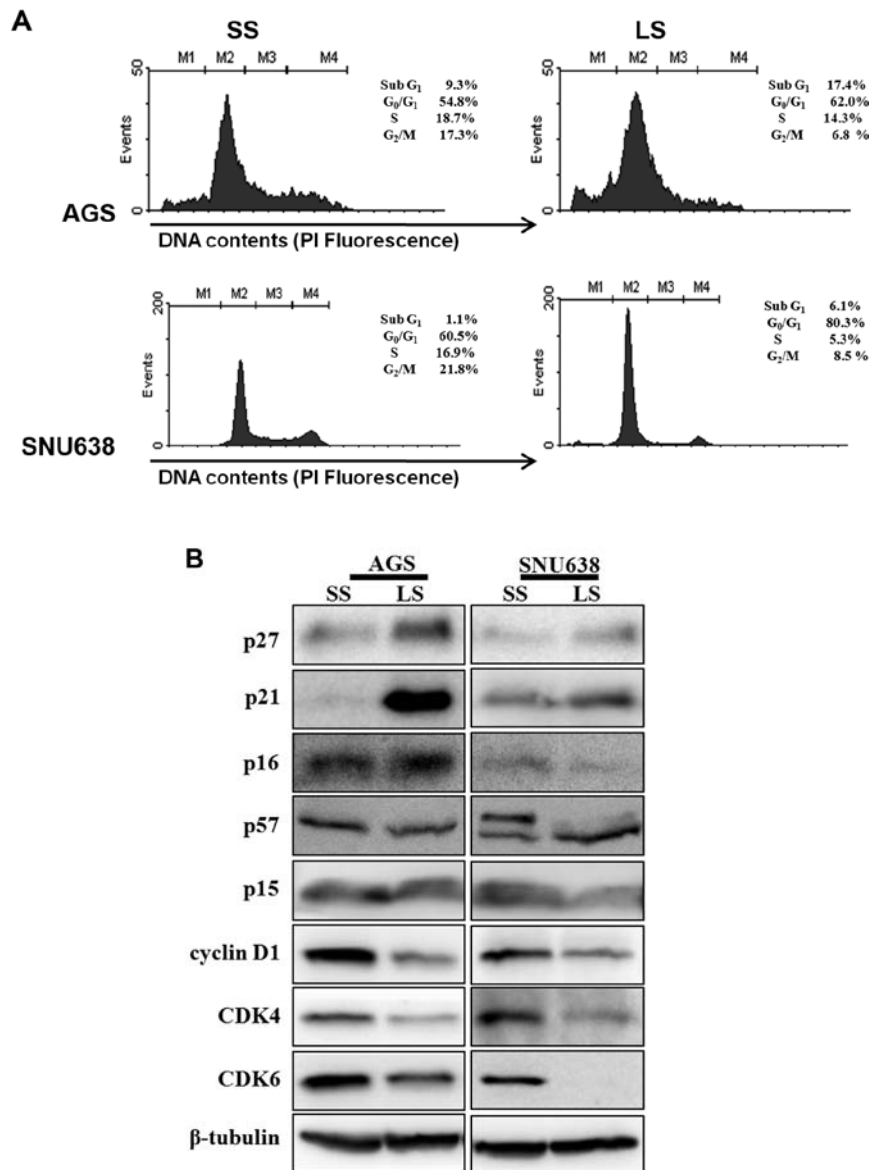 A
SS
LS
M1 M2 M3 M4
50
Events
0
Sub G₁ 9.3%
G₀/G₁ 54.8%
S 18.7%
G₂/M 17.3%
M1 M2 M3 M4
50
Events
0
Sub G₁ 17.4%
G₀/G₁ 62.0%
S 14.3%
G₂/M 6.8 %
AGS
DNA contents (PI Fluorescence)
M1 M2 M3 M4
200
Events
0
Sub G₁ 1.1%
G₀/G₁ 60.5%
S 16.9%
G₂/M 21.8%
M1 M2 M3 M4
200
Events
0
Sub G₁ 6.1%
G₀/G₁ 80.3%
S 5.3%
G₂/M 8.5 %
SNU638
DNA contents (PI Fluorescence)
B
AGS SNU638
SS LS SS LS
p27
p21
p16
p57
p15
cyclin D1
CDK4
CDK6
β-tubulin